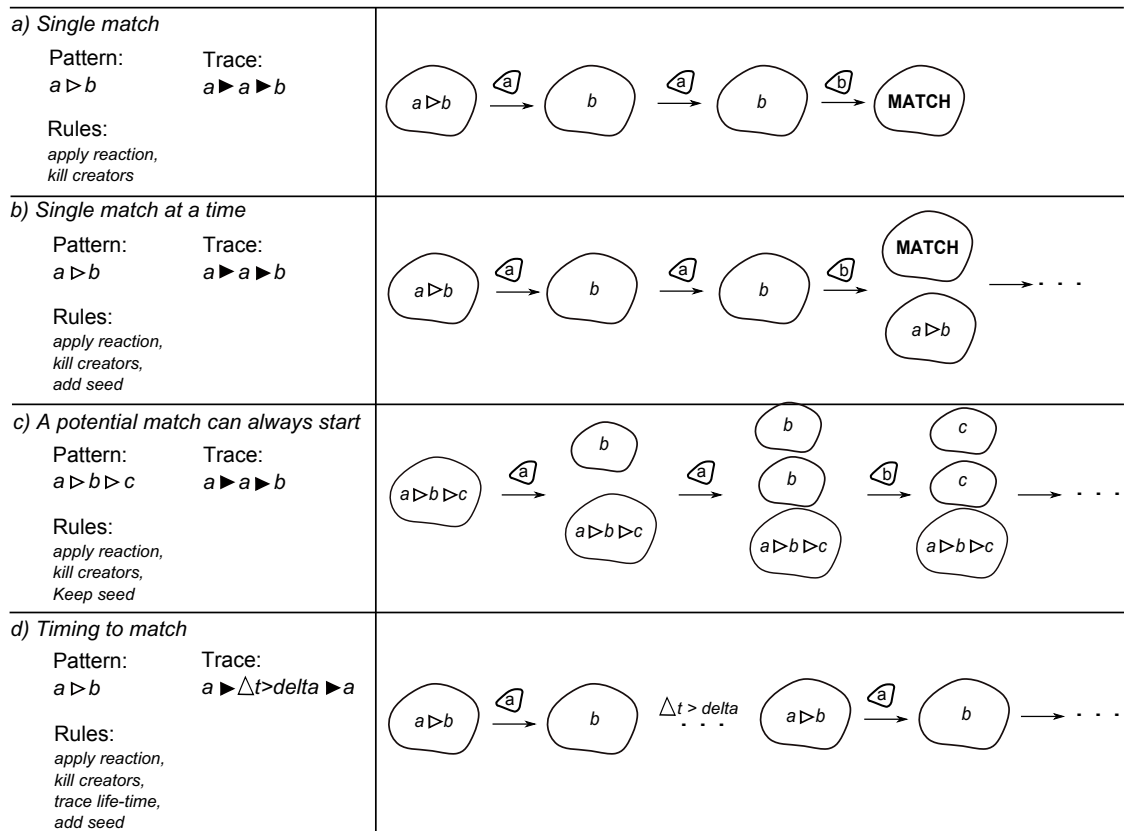 a) Single match
Pattern: Trace:
a ▷ b a ► a ► b
Rules:
apply reaction,
kill creators
a ▷ b a b a b b MATCH
b) Single match at a time
Pattern: Trace:
a ▷ b a ► a ► b
Rules:
apply reaction,
kill creators,
add seed
a ▷ b a b a b b MATCH
a ▷ b
. . .
c) A potential match can always start
Pattern: Trace:
a ▷ b ▷ c a ► a ► b
Rules:
apply reaction,
kill creators,
Keep seed
a ▷ b ▷ c a b
a ▷ b ▷ c
a b
b
a ▷ b ▷ c
b c
c
a ▷ b ▷ c
. . .
d) Timing to match
Pattern: Trace:
a ▷ b a ► △t>delta ► a
Rules:
apply reaction,
kill creators,
trace life-time,
add seed
a ▷ b a b △t > delta
. . .
a ▷ b a b . . .